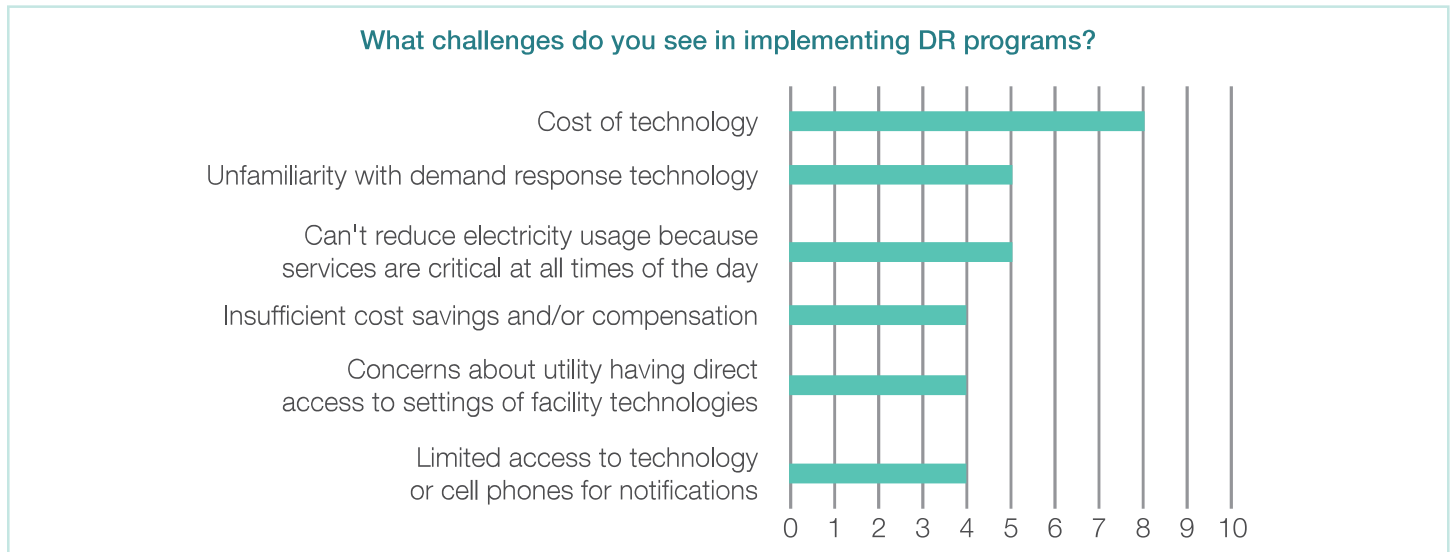 What challenges do you see in implementing DR programs?
Cost of technology
Unfamiliarity with demand response technology
Can't reduce electricity usage because
services are critical at all times of the day
Insufficient cost savings and/or compensation
Concerns about utility having direct
access to settings of facility technologies
Limited access to technology
or cell phones for notifications
0 1 2 3 4 5 6 7 8 9 10